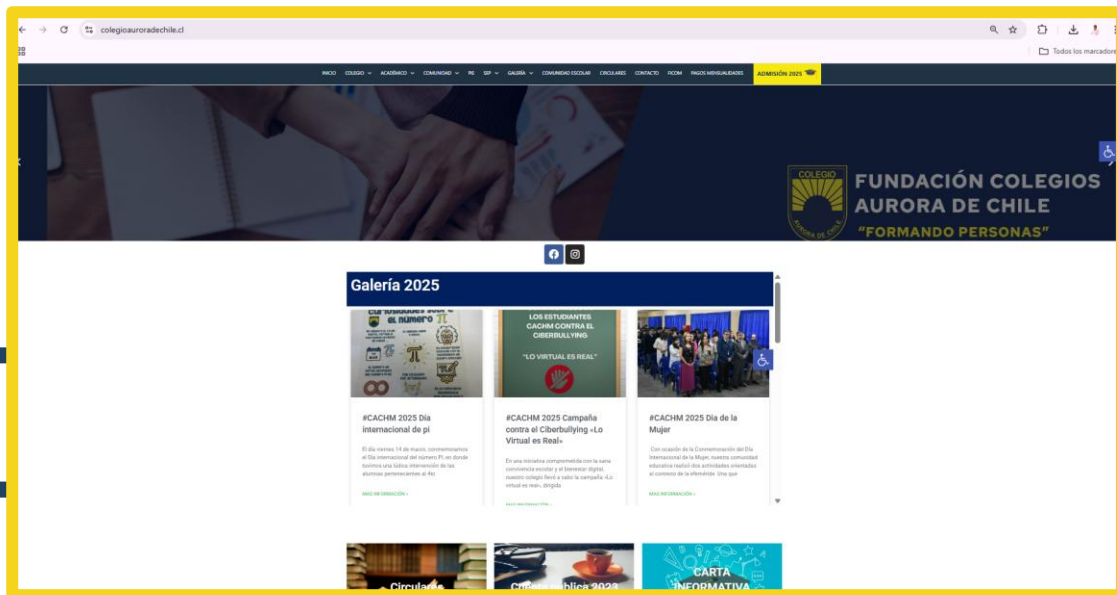 colegioauroradechile.cl
Todos los marcadores
INICIO COLEGIO ACADÉMICO COMUNIDAD PIE SEP GALERÍA COMUNIDAD ESCOLAR CIRCULARES CONTACTO FICOM PAGOS MENSUALIDADES ADMISIÓN 2025
COLEGIO
AURORA DE CHILE
FUNDACIÓN COLEGIOS
AURORA DE CHILE
"FORMANDO PERSONAS"
Galería 2025
EL NÚMERO π
LOS ESTUDIANTES
CACHM CONTRA EL
CIBERBULLYING
"LO VIRTUAL ES REAL"
#CACHM 2025 Día
internacional de pi
El día viernes 14 de marzo, conmemoramos
el Día internacional del número Pi, en donde
tuvimos una lúdica intervención de las
alumnas pertenecientes al 4to
MAS INFORMACIÓN »
#CACHM 2025 Campaña
contra el Ciberbullying «Lo
Virtual es Real»
En una iniciativa comprometida con la sana
convivencia escolar y el bienestar digital,
nuestro colegio llevó a cabo la campaña «Lo
virtual es real», dirigida
MAS INFORMACIÓN »
#CACHM 2025 Dia de la
Mujer
Con ocasión de la Conmemoración del Día
Internacional de la Mujer, nuestra comunidad
educativa realizó dos actividades orientadas
al contexto de la efeméride. Una que
MAS INFORMACIÓN »
Circulares
Cuenta pública 2023
CARTA
INFORMATIVA